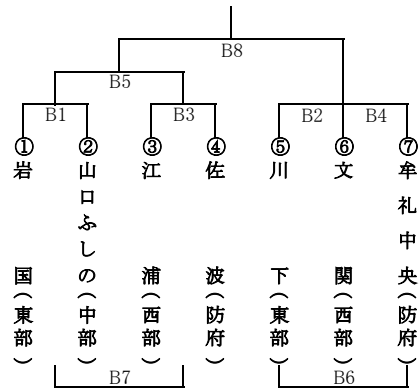 B8
B5
B1
B3
B2
B4
①岩国(東部)
②山口ふしの(中部)
③江浦(西部)
④佐波(防府)
⑤川下(東部)
⑥文関(西部)
⑦牟礼中央(防府)
B7
B6